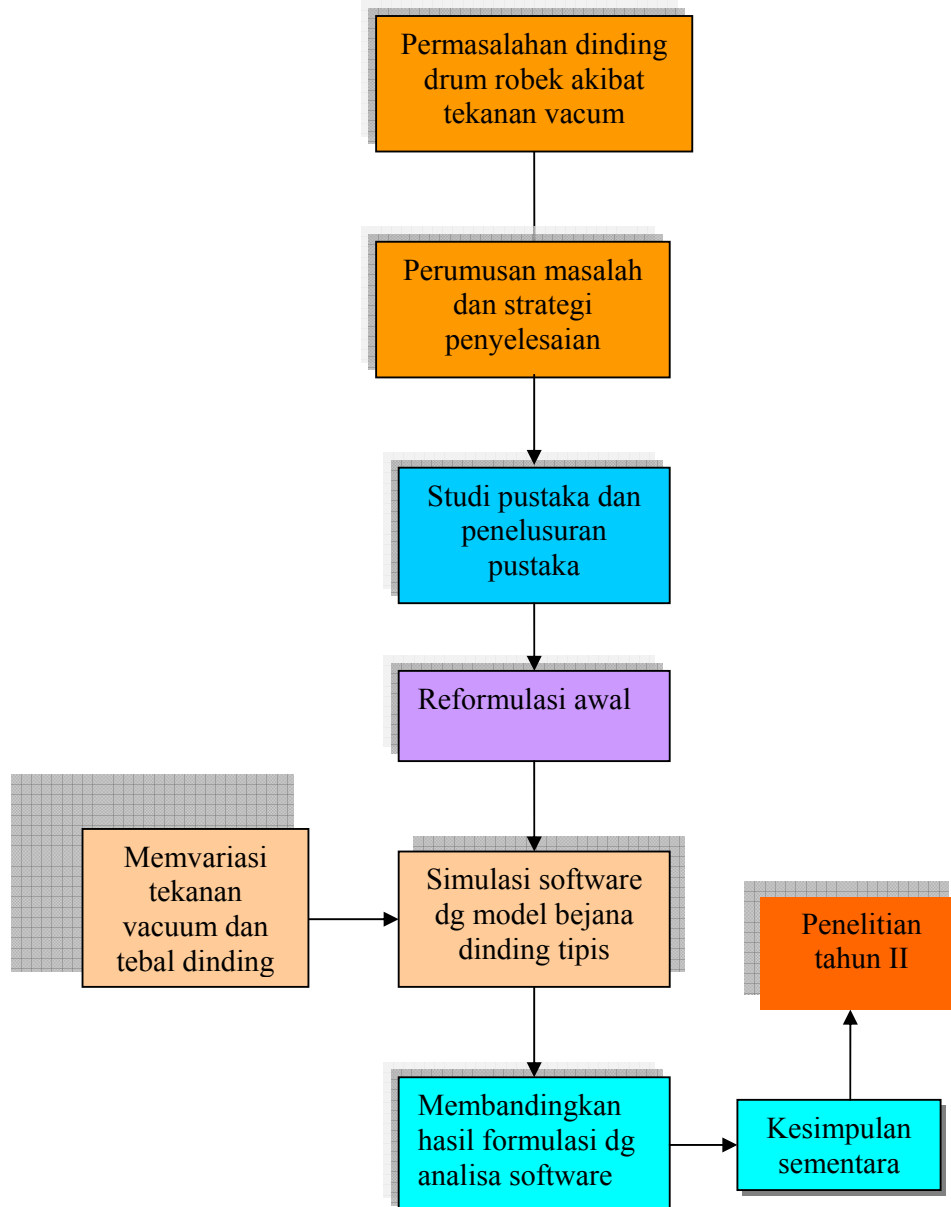 Permasalahan dinding
drum robek akibat
tekanan vacum
Perumusan masalah
dan strategi
penyelesaian
Studi pustaka dan
penelusuran
pustaka
Reformulasi awal
Memvariasi
tekanan
vacuum dan
tebal dinding
Simulasi software
dg model bejana
dinding tipis
Penelitian
tahun II
Membandingkan
hasil formulasi dg
analisa software
Kesimpulan
sementara